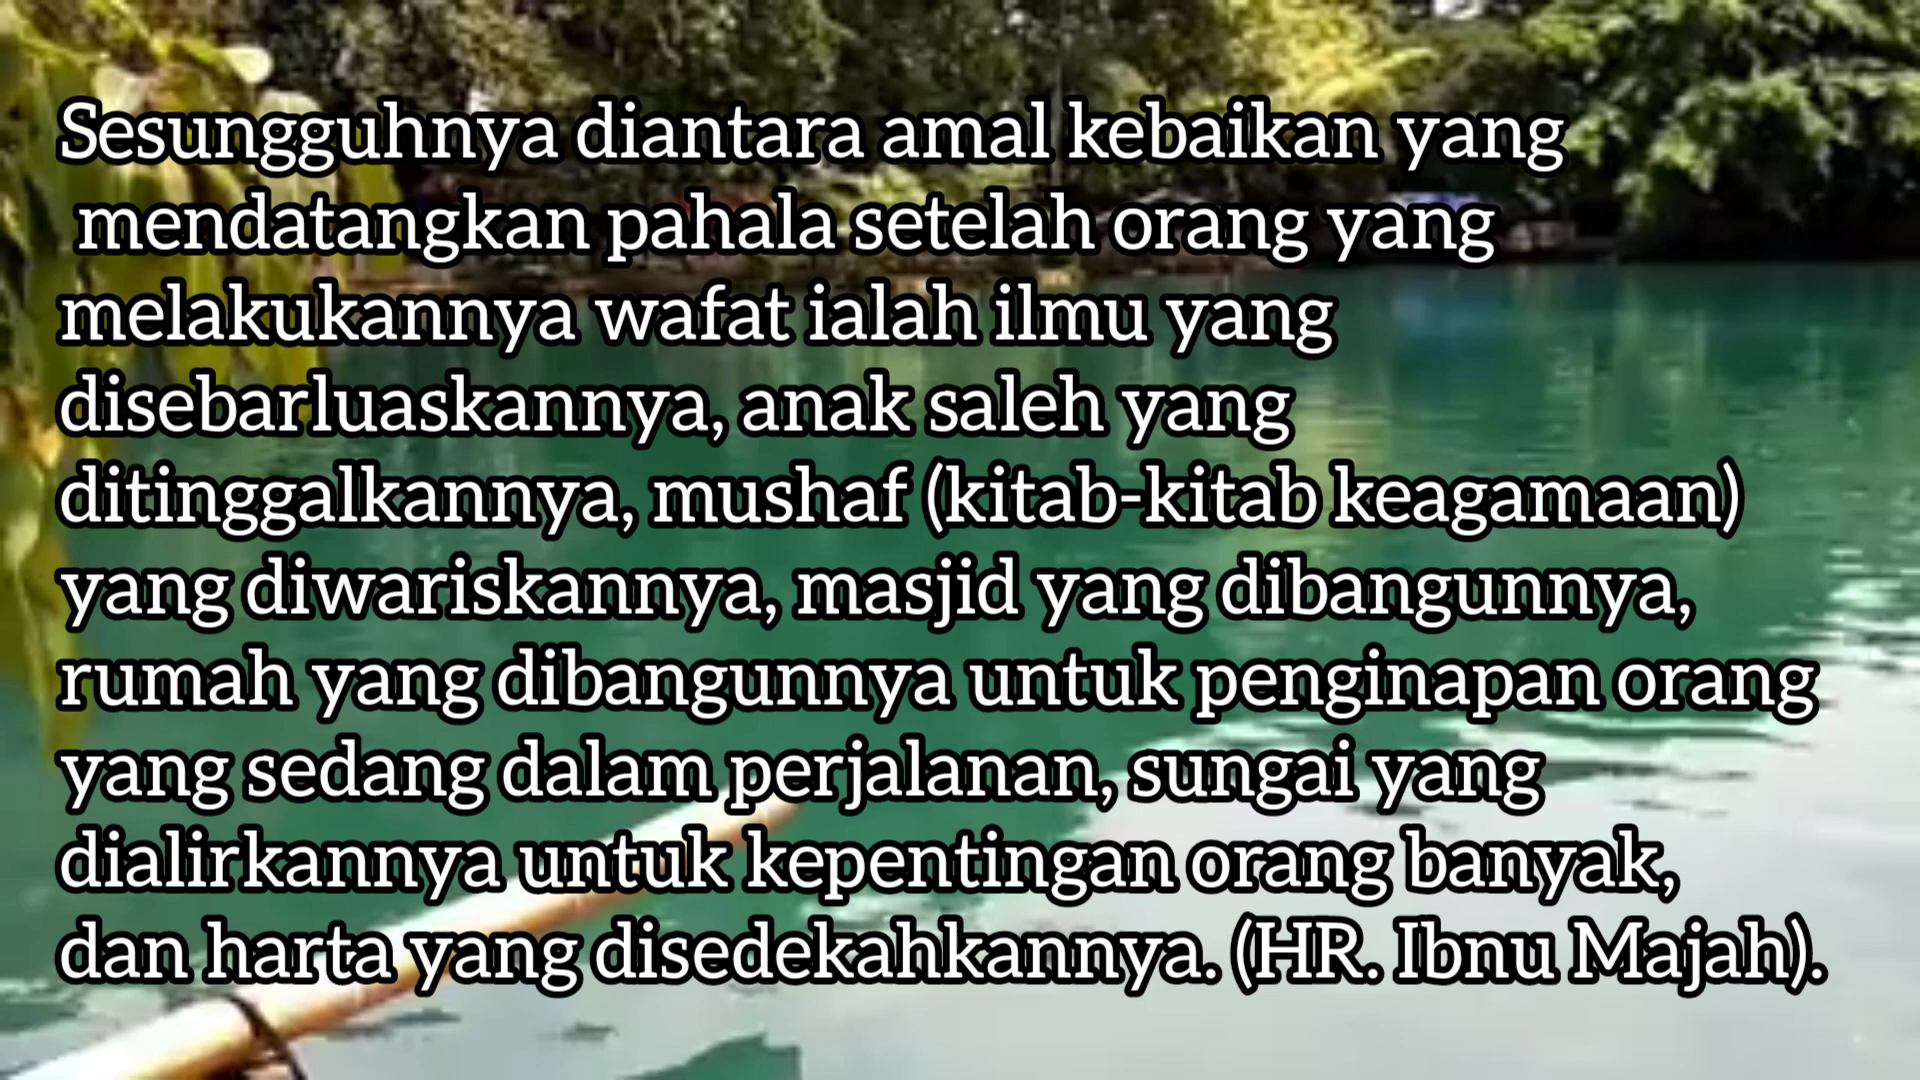 Sesungguhnya diantara amal kebaikan yang
mendatangkan pahala setelah orang yang
melakukannya wafat ialah ilmu yang
disebarluaskannya, anak saleh yang
ditinggalkannya, mushaf (kitab-kitab keagamaan)
yang diwariskannya, masjid yang dibangunnya,
rumah yang dibangunnya untuk penginapan orang
yang sedang dalam perjalanan, sungai yang
dialirkannya untuk kepentingan orang banyak,
dan harta yang disedekahkannya. (HR. Ibnu Majah).